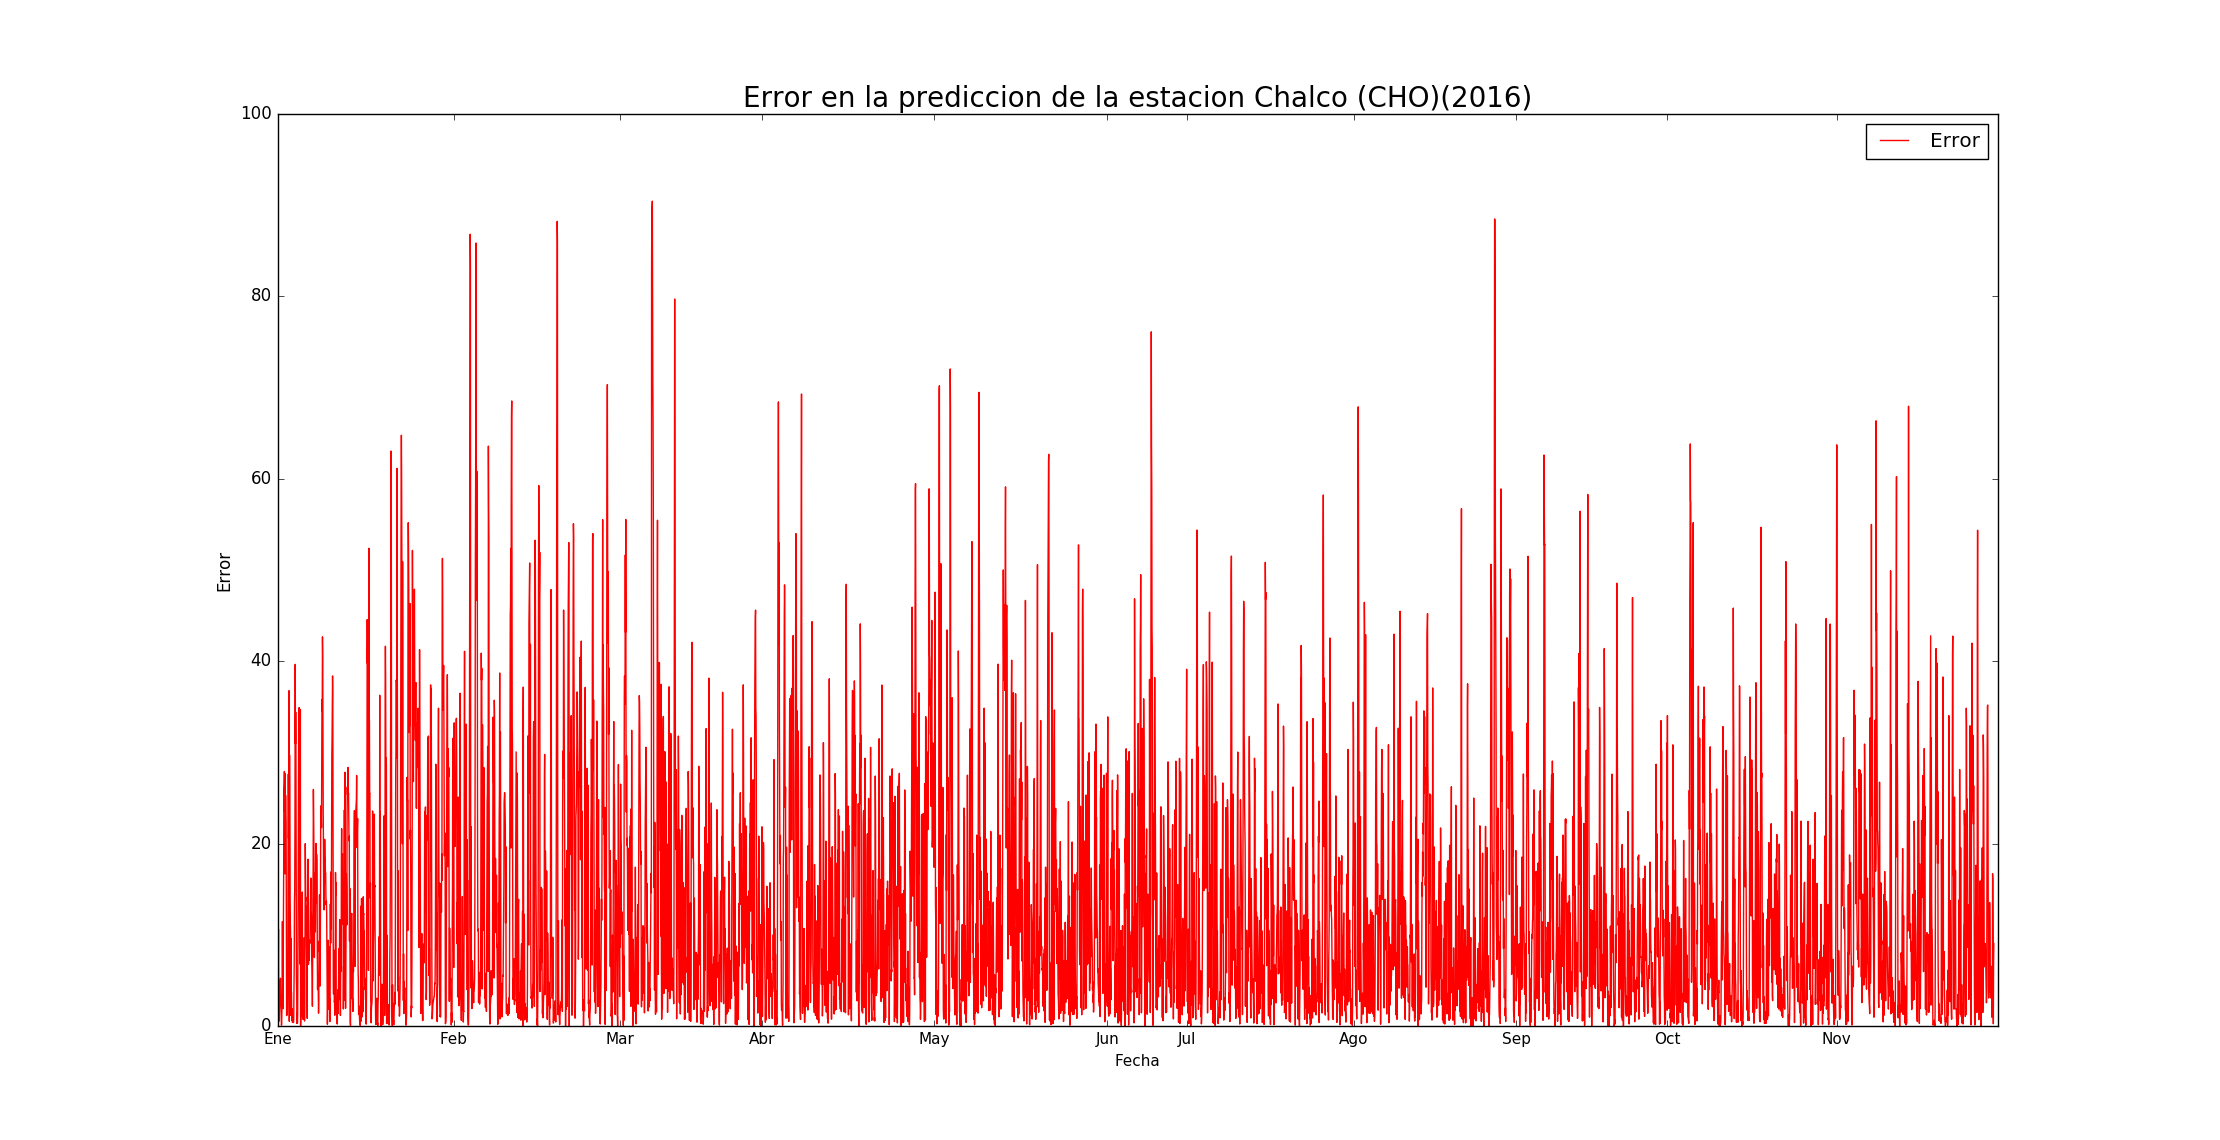 Error en la prediccion de la estacion Chalco (CHO)(2016)
100
80
60
40
20
0
Error
Error
Ene Feb Mar Abr May Jun Jul Ago Sep Oct Nov
Fecha